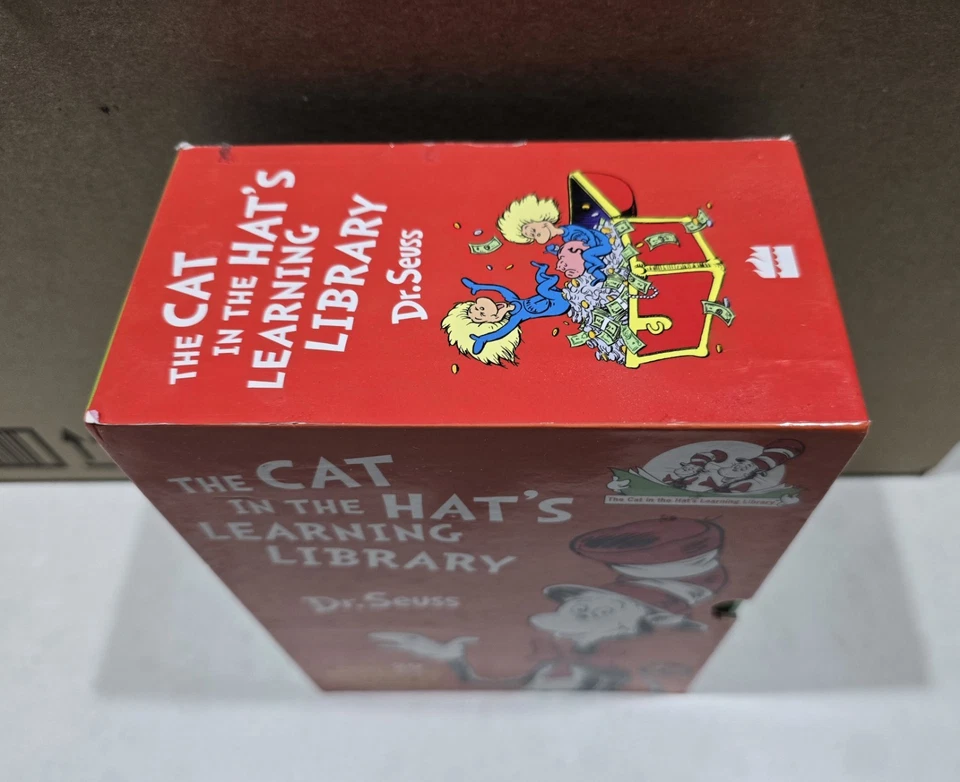 THE CAT
IN THE HAT'S
LEARNING
LIBRARY
Dr. Seuss
THE CAT
IN THE HAT'S
LEARNING
LIBRARY
Dr. Seuss
The Cat in the Hat's Learning Library